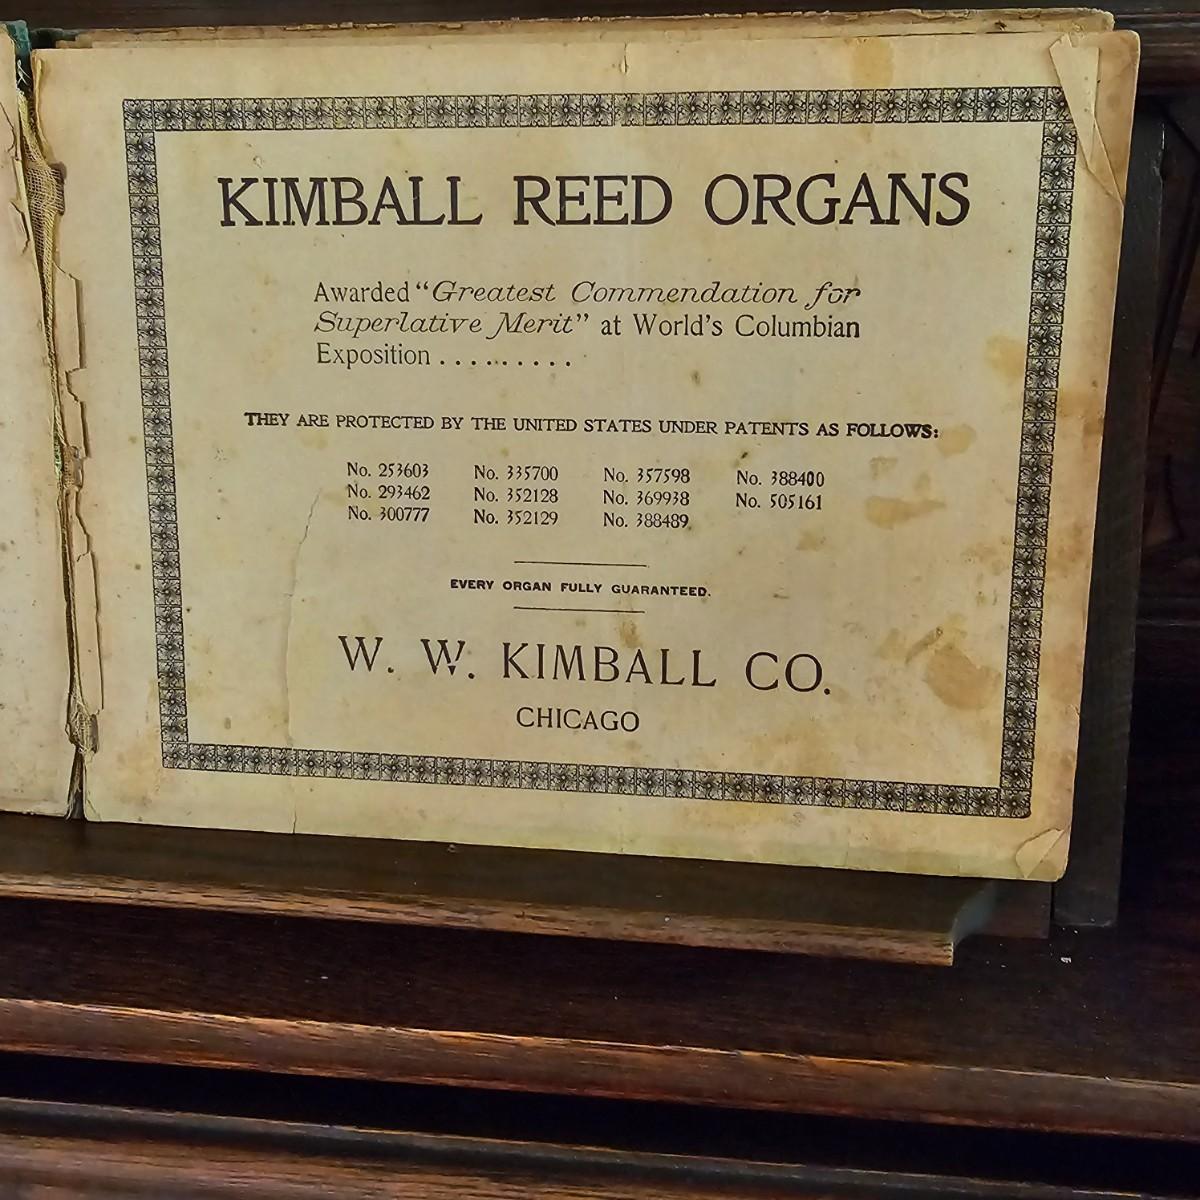 KIMBALL REED ORGANS
Awarded "Greatest Commendation for
Superlative Merit" at World's Columbian
Exposition .........
THEY ARE PROTECTED BY THE UNITED STATES UNDER PATENTS AS FOLLOWS:
No. 253603 No. 335700 No. 357598 No. 388400
No. 293462 No. 352128 No. 369938 No. 505161
No. 300777 No. 352129 No. 388489
EVERY ORGAN FULLY GUARANTEED.
W. W. KIMBALL CO.
CHICAGO